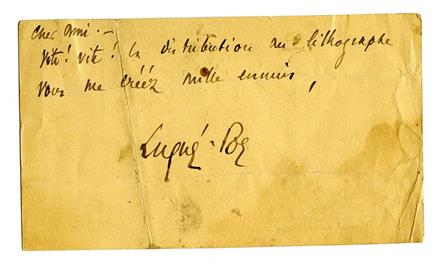 Cher ami. –
Vite! Vite! la distribution au lithographe
Vous me créez mille ennuis,
Lugné-Poe